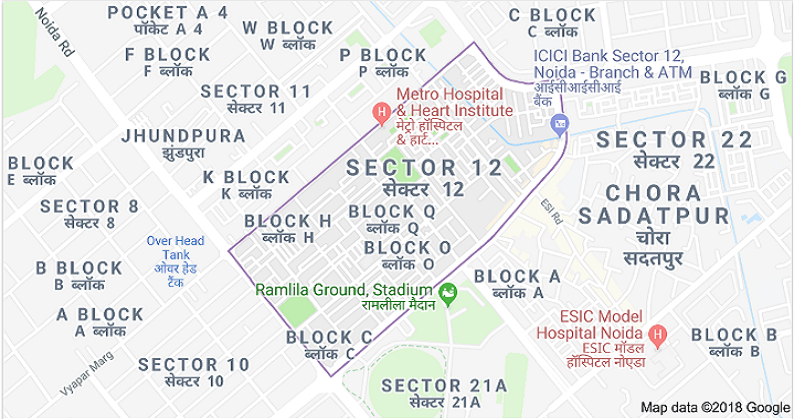 POCKET A 4
पॉकेट A 4
Noida Rd
F BLOCK
F ब्लॉक
W BLOCK
W ब्लॉक
P BLOCK
P ब्लॉक
C BLOCK
C ब्लॉक
ICICI Bank Sector 12,
Noida - Branch & ATM
आईसीआईसीआई
बैंक
BLOCK G
ब्लॉक G
SECTOR 11
सेक्टर 11
Metro Hospital
& Heart Institute
मेट्रो हॉस्पिटल
& हार्ट...
JHUNDPURA
झुंडपुरा
SECTOR 12
सेक्टर 12
SECTOR 22
सेक्टर 22
BLOCK
E ब्लॉक
K BLOCK
K ब्लॉक
CHORA
SADATPUR
चोरा
सदतपुर
SECTOR 8
सेक्टर 8
BLOCK H
ब्लॉक H
BLOCK Q
ब्लॉक Q
ESI Rd
Over Head
Tank
ओवर हेड
टैंक
BLOCK O
ब्लॉक O
B BLOCK
B ब्लॉक
BLOCK A
ब्लॉक A
Ramlila Ground, Stadium
रामलीला मैदान
A BLOCK
A ब्लॉक
ESIC Model
Hospital Noida
ESIC मॉडल
हॉस्पिटल नोएडा
BLOCK B
ब्लॉक B
BLOCK C
ब्लॉक C
Vyapar Marg
SECTOR 10
सेक्टर 10
SECTOR 21A
सेक्टर 21A
Map data ©2018 Google